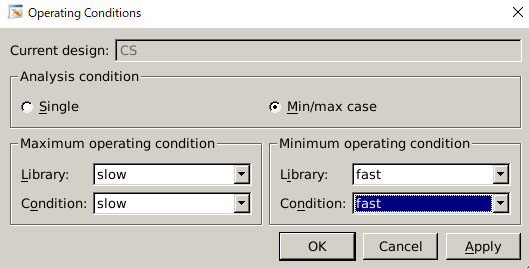 Operating Conditions
Current design: CS
Analysis condition
Single
Min/max case
Maximum operating condition
Library: slow
Condition: slow
Minimum operating condition
Library: fast
Condition: fast
OK Cancel Apply